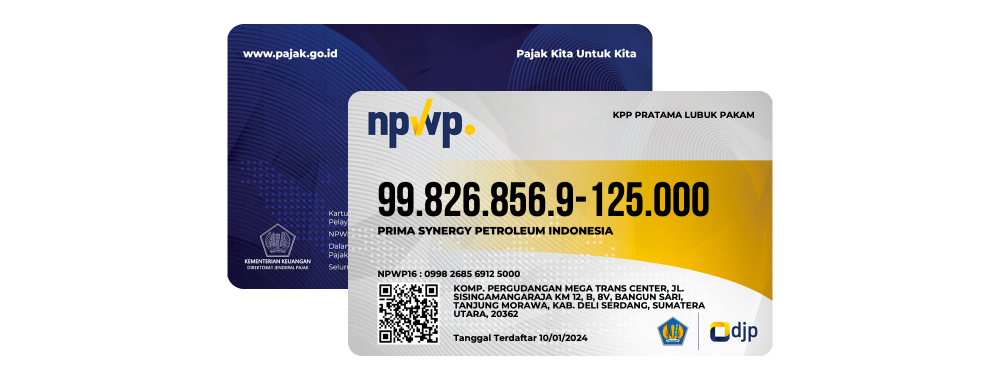 www.pajak.go.id
Pajak Kita Untuk Kita
Kartu
Pelay
NPW
Dalan
Pajak
Selur
KEMENTERIAN KEUANGAN
DIREKTORAT JENDERAL PAJAK
npwp.
KPP PRATAMA LUBUK PAKAM
99.826.856.9-125.000
PRIMA SYNERGY PETROLEUM INDONESIA
NPWP16 : 0998 2685 6912 5000
KOMP. PERGUDANGAN MEGA TRANS CENTER, JL.
SISINGAMANGARAJA KM 12, B, 8V, BANGUN SARI,
TANJUNG MORAWA, KAB. DELI SERDANG, SUMATERA
UTARA, 20362
Tanggal Terdaftar 10/01/2024
djp